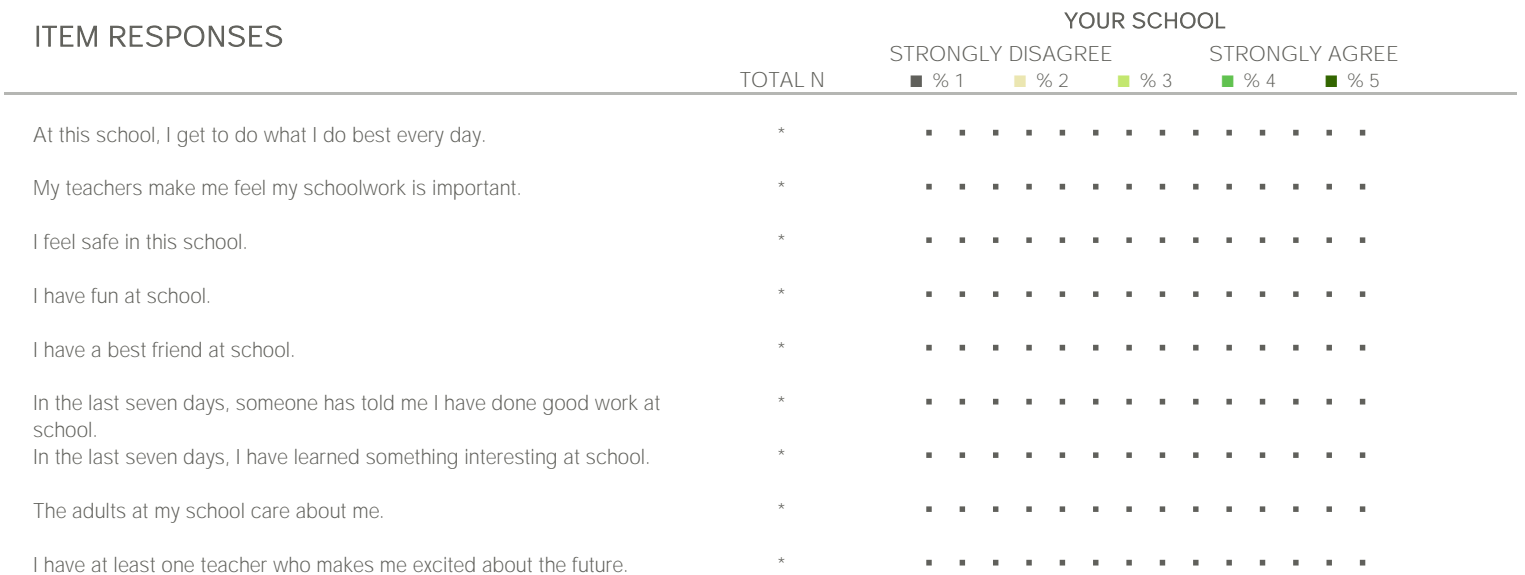 ITEM RESPONSES
YOUR SCHOOL
STRONGLY DISAGREE STRONGLY AGREE
TOTAL N % 1 % 2 % 3 % 4 % 5
At this school, I get to do what I do best every day. *
My teachers make me feel my schoolwork is important. *
I feel safe in this school. *
I have fun at school. *
I have a best friend at school. *
In the last seven days, someone has told me I have done good work at *
school.
In the last seven days, I have learned something interesting at school. *
The adults at my school care about me. *
I have at least one teacher who makes me excited about the future. *